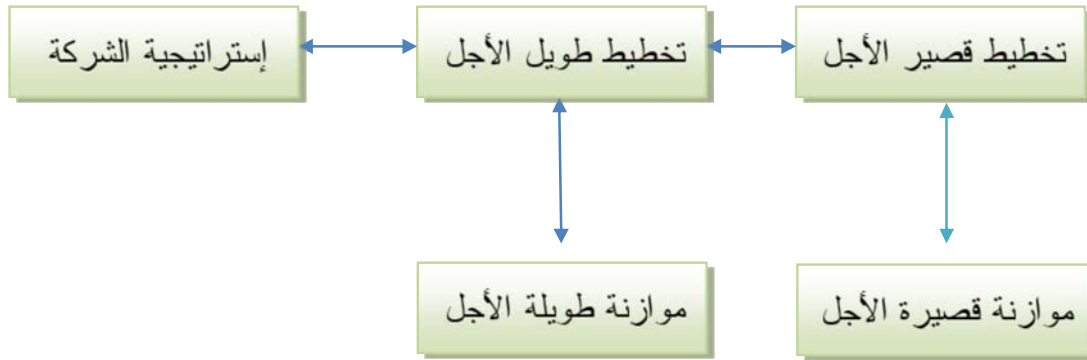 تخطيط قصير الأجل
تخطيط طويل الأجل
إستراتيجية الشركة
موازنة قصيرة الأجل
موازنة طويلة الأجل